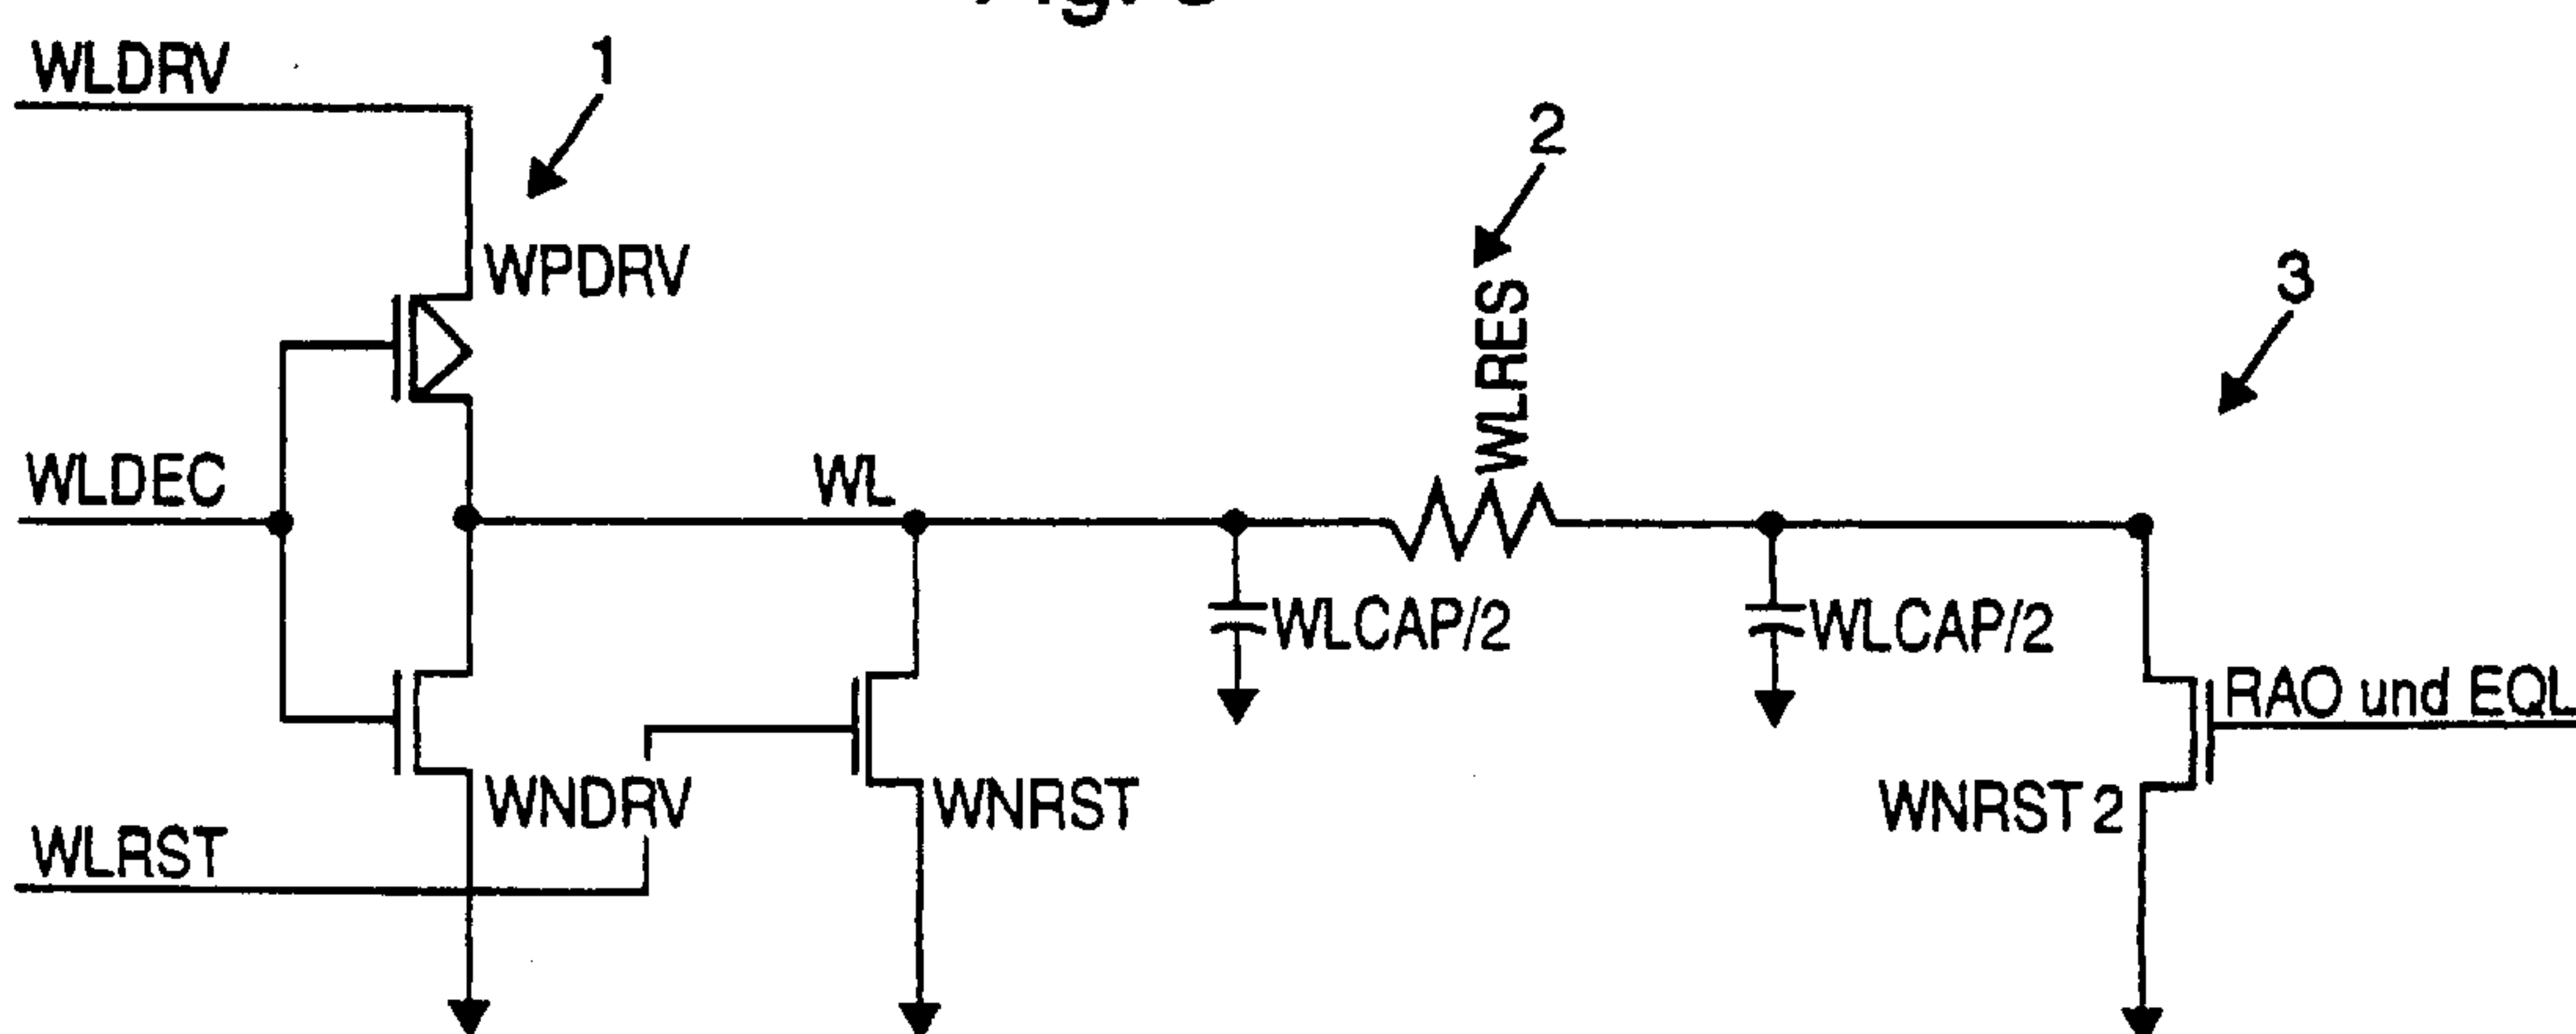 WLDRV
1
2
WPDRV
WLRES
3
WLDEC
WL
WLCAP/2
WLCAP/2
RAO und EQL
WNDRV
WNRST
WNRST 2
WLRST